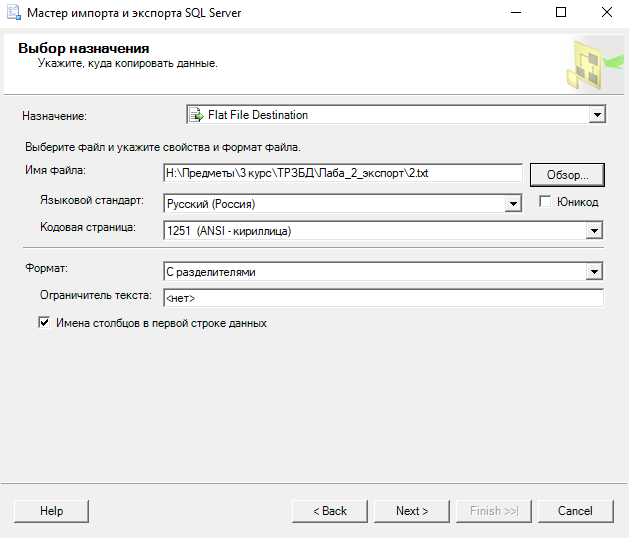 Мастер импорта и экспорта SQL Server
Выбор назначения
Укажите, куда копировать данные.
Назначение: Flat File Destination
Выберите файл и укажите свойства и формат файла.
Имя файла: H:\Предметы\3 курс\ТРЗБД\Лаба_2_экспорт\2.txt Обзор...
Языковой стандарт: Русский (Россия) Юникод
Кодовая страница: 1251 (ANSI - кириллица)
Формат: С разделителями
Ограничитель текста: <нет>
Имена столбцов в первой строке данных
Help < Back Next > Finish >>| Cancel